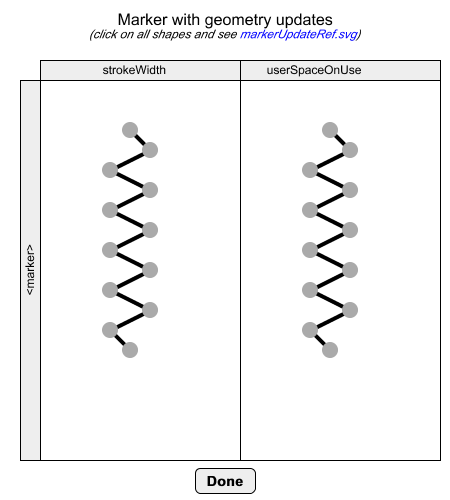 Marker with geometry updates
(click on all shapes and see markerUpdateRef.svg)
strokeWidth
userSpaceOnUse
<marker>
Done